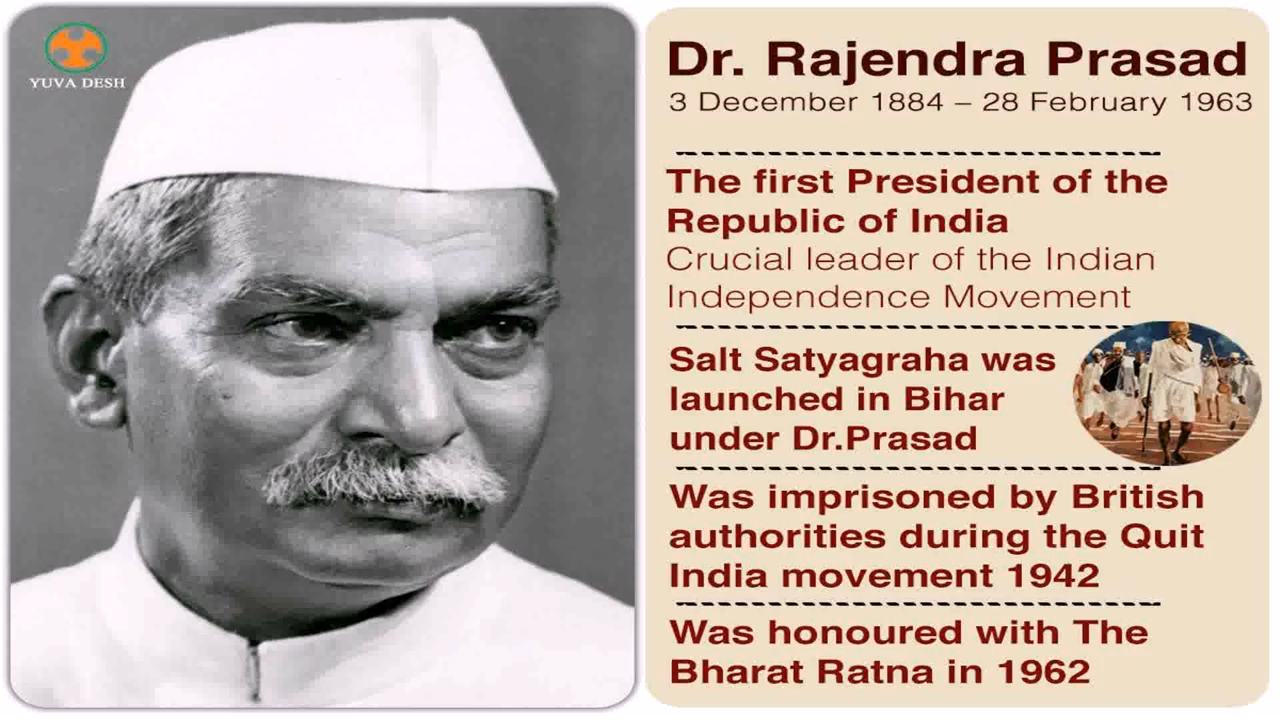 YUVA DESH
Dr. Rajendra Prasad
3 December 1884 – 28 February 1963
The first President of the
Republic of India
Crucial leader of the Indian
Independence Movement
Salt Satyagraha was
launched in Bihar
under Dr.Prasad
Was imprisoned by British
authorities during the Quit
India movement 1942
Was honoured with The
Bharat Ratna in 1962